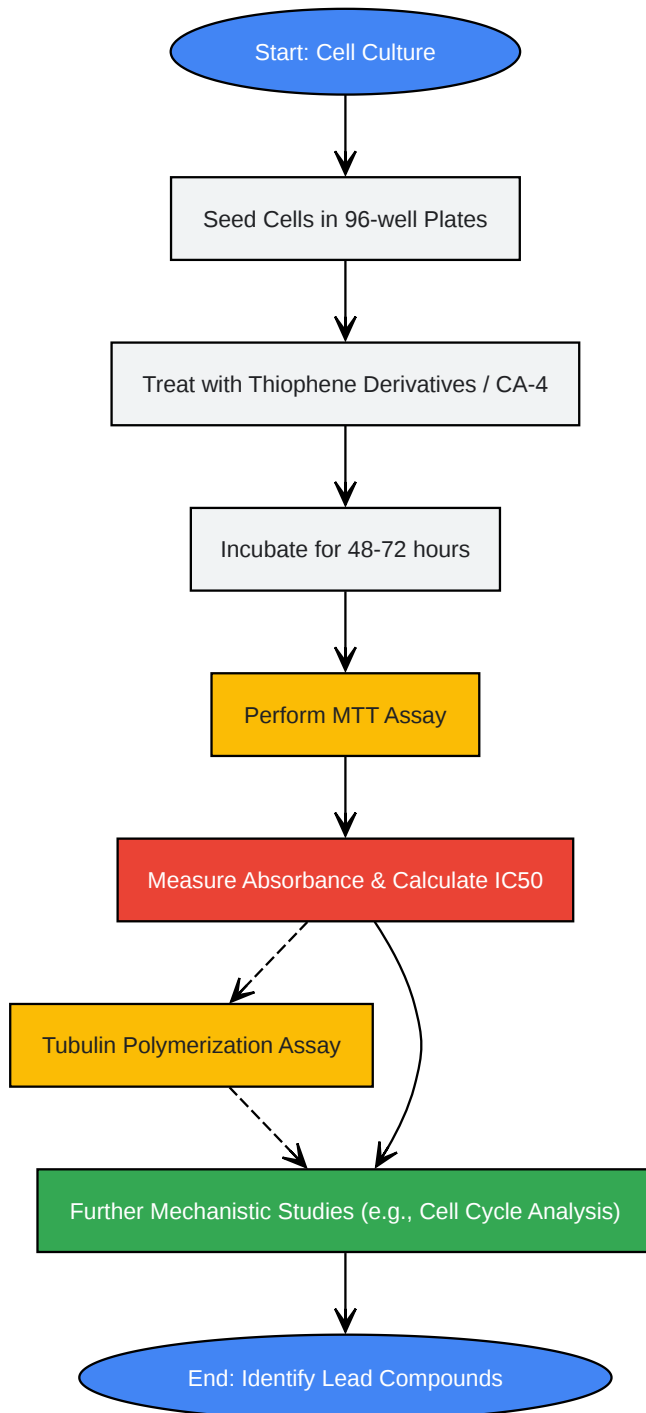 Start: Cell Culture
Seed Cells in 96-well Plates
Treat with Thiophene Derivatives / CA-4
Incubate for 48-72 hours
Perform MTT Assay
Measure Absorbance & Calculate IC50
Tubulin Polymerization Assay
Further Mechanistic Studies (e.g., Cell Cycle Analysis)
End: Identify Lead Compounds